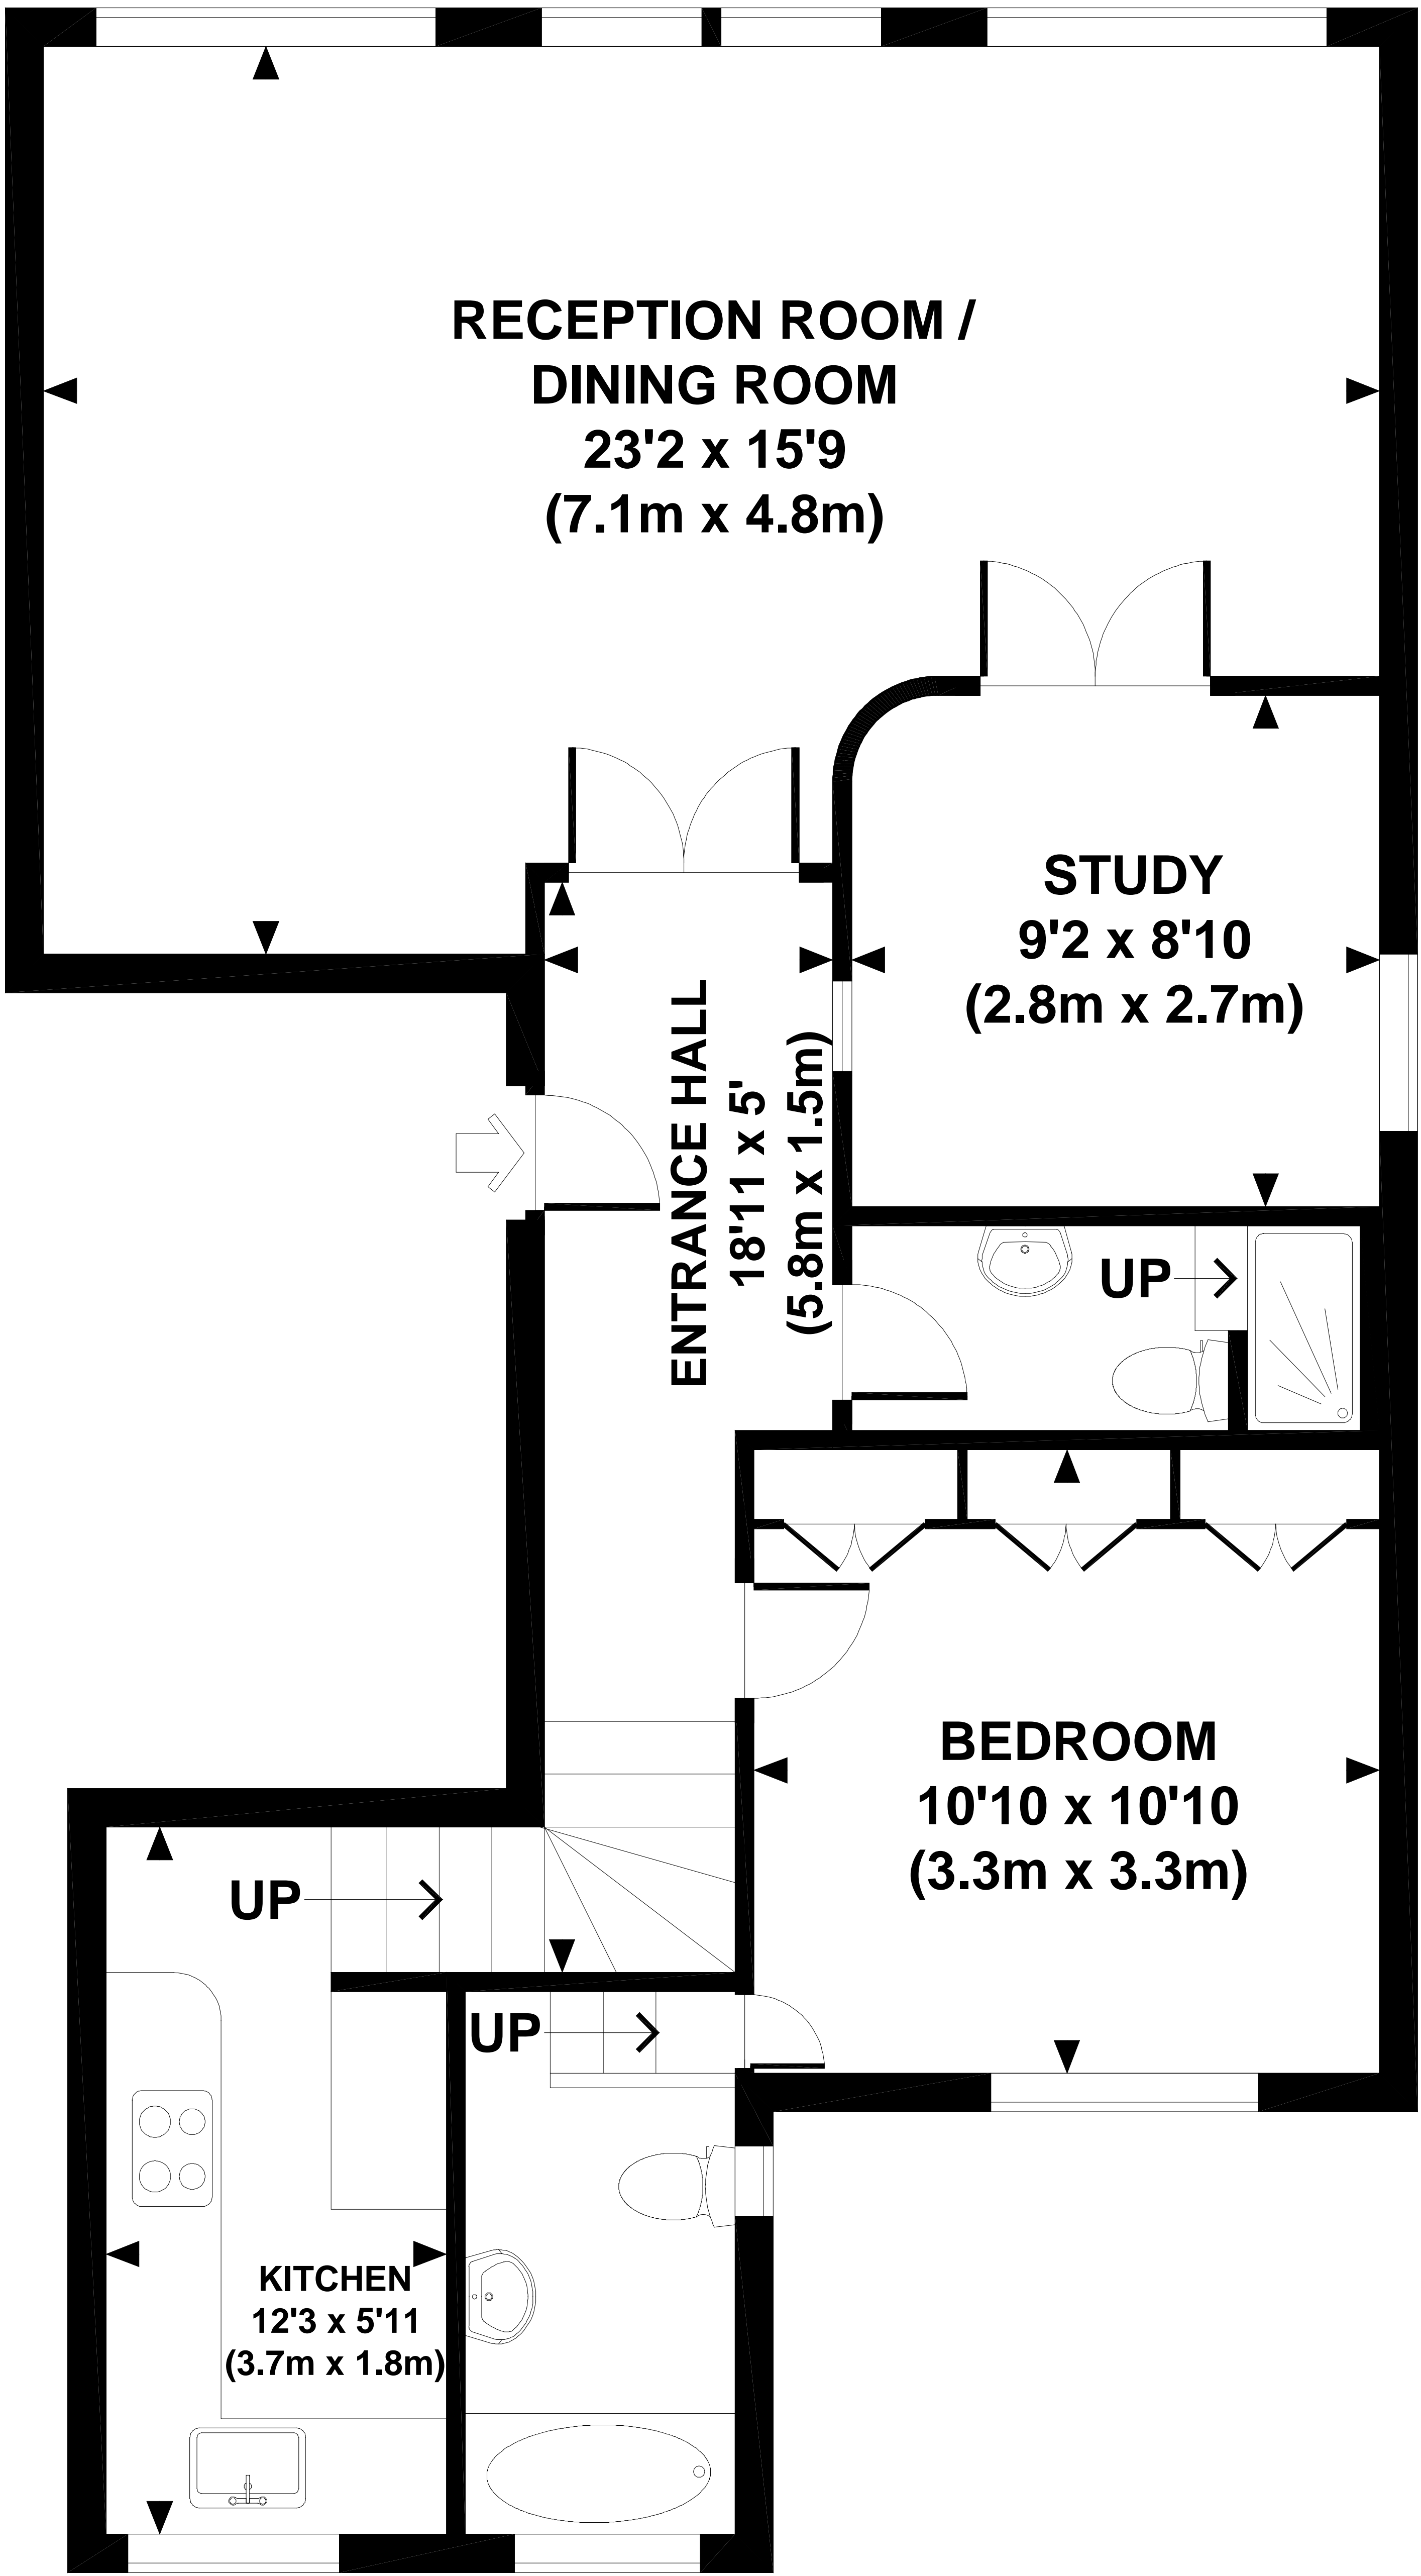 RECEPTION ROOM /
DINING ROOM
23'2 x 15'9
(7.1m x 4.8m)
STUDY
9'2 x 8'10
(2.8m x 2.7m)
ENTRANCE HALL
18'11 x 5'
(5.8m x 1.5m)
UP
BEDROOM
10'10 x 10'10
(3.3m x 3.3m)
UP
UP
KITCHEN
12'3 x 5'11
(3.7m x 1.8m)